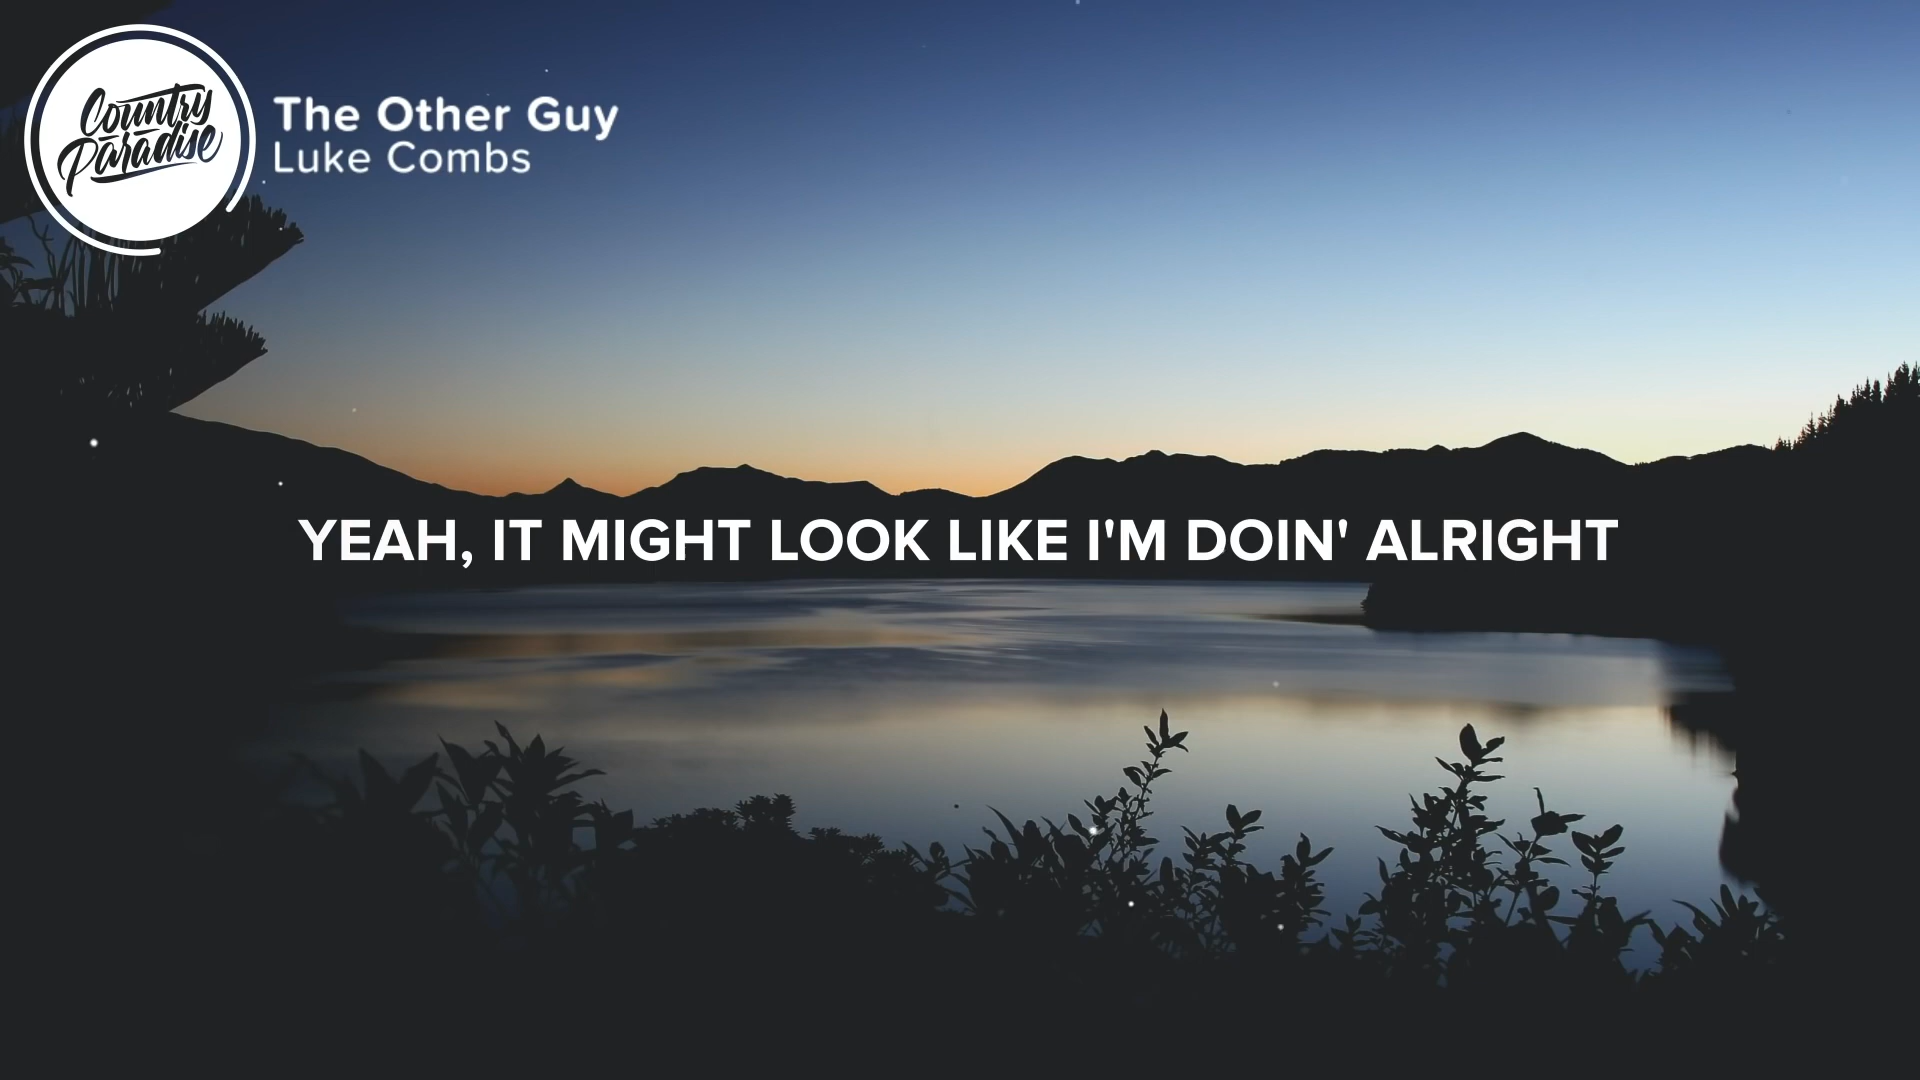 Country
Paradise
The Other Guy
Luke Combs
YEAH, IT MIGHT LOOK LIKE I'M DOIN' ALRIGHT